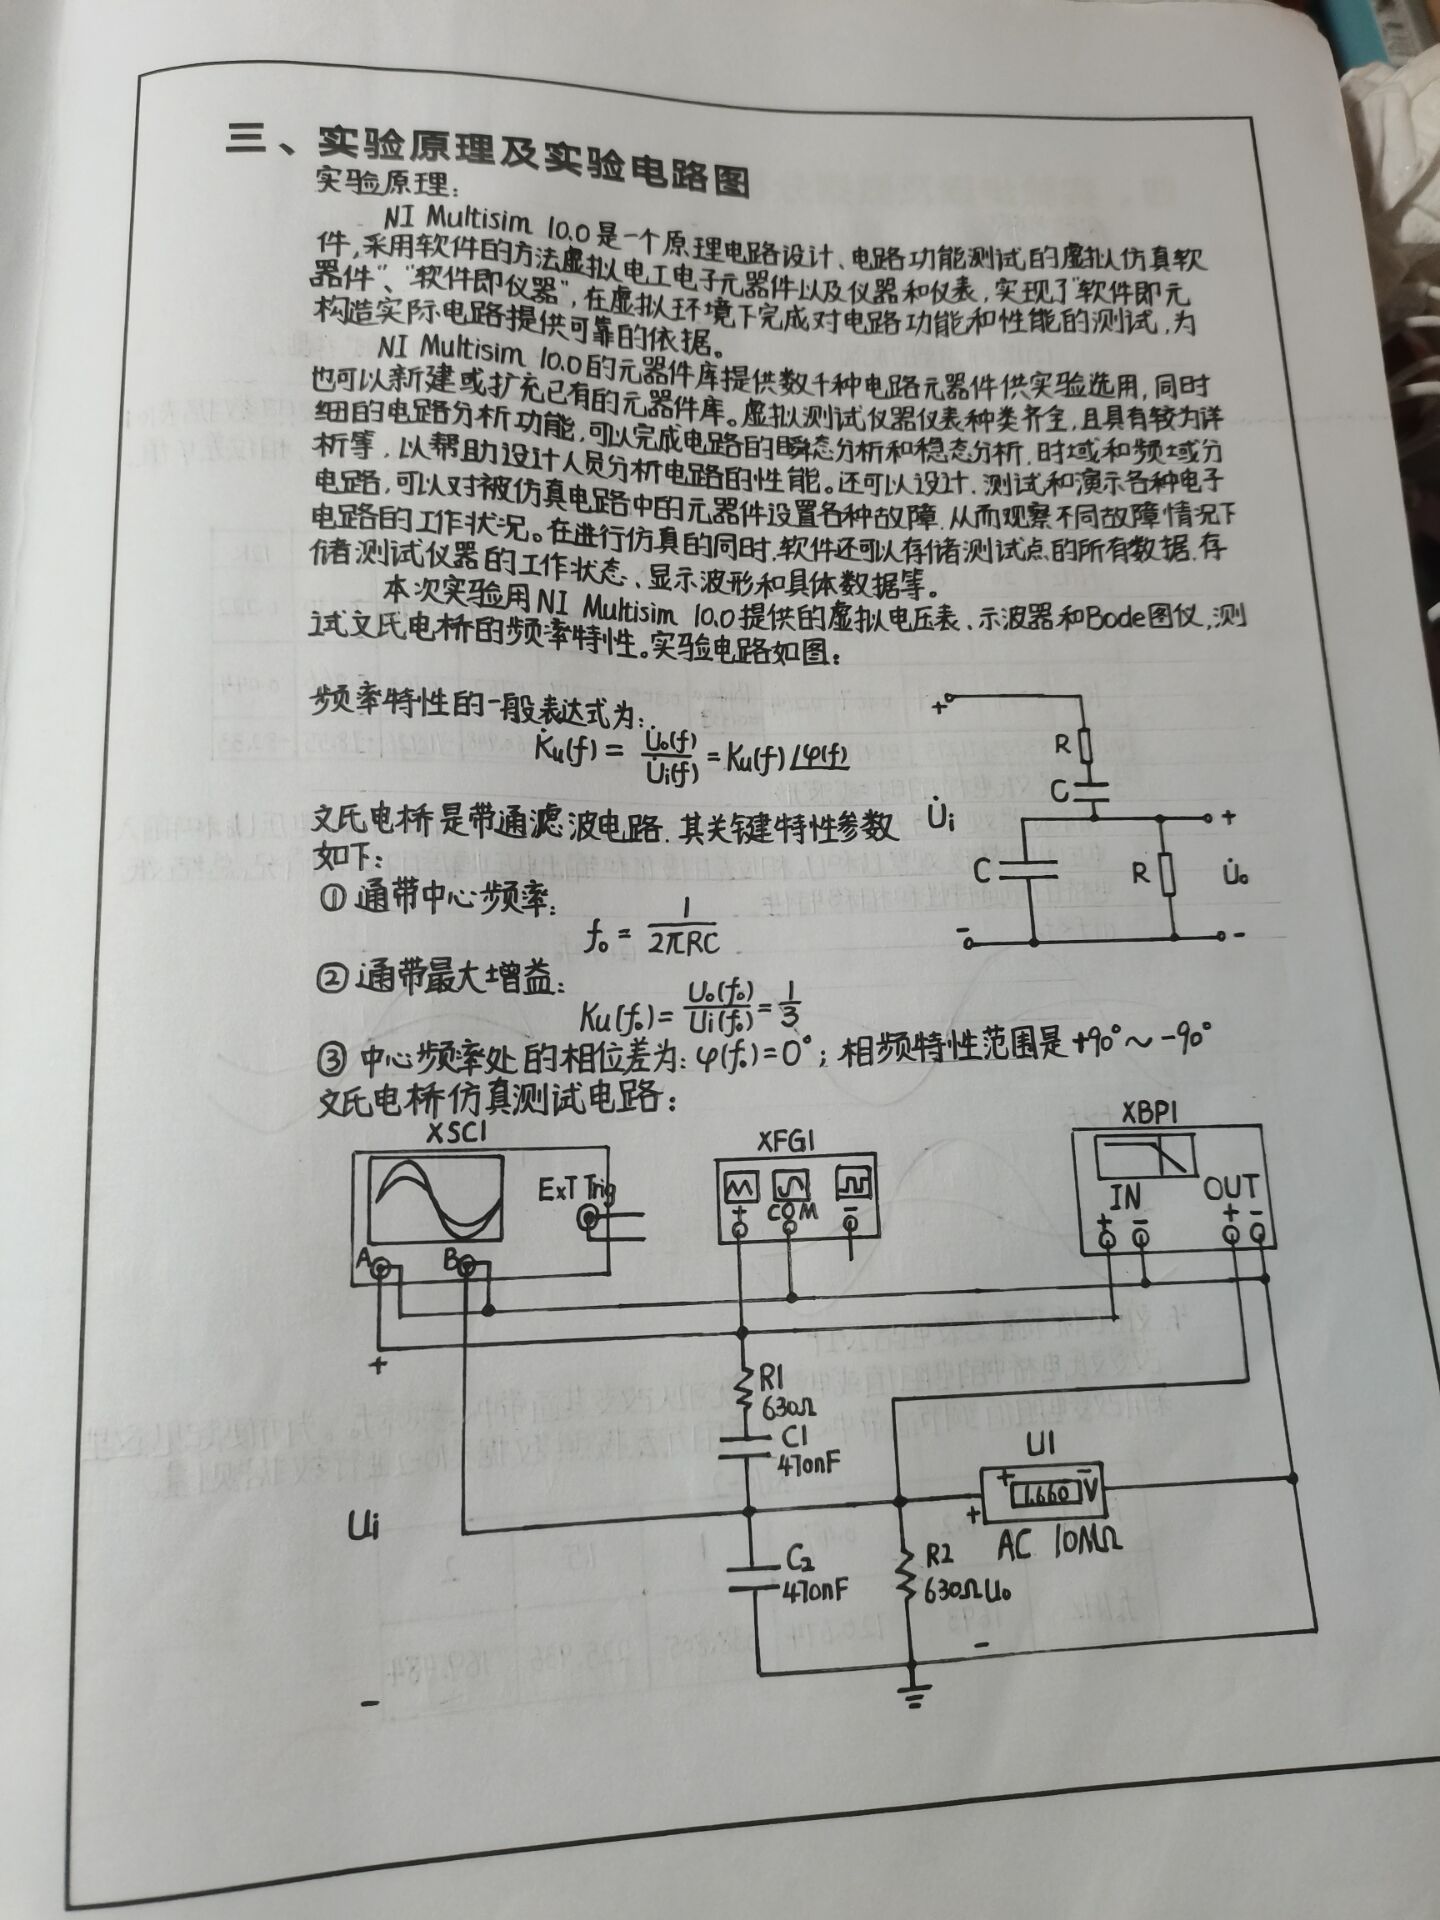 三、实验原理及实验电路图
实验原理:
NI Multisim 10.0是一个原理电路设计、电路功能测试的虚拟仿真软
件,采用软件的方法虚拟电工电子元器件以及仪器和仪表,实现了"软件即元
器件"、"软件即仪器",在虚拟环境下完成对电路功能和性能的测试,为
构造实际电路提供可靠的依据。
NI Multisim 10.0的元器件库提供数千种电路元器件供实验选用,同时
也可以新建或扩充已有的元器件库。虚拟测试仪器仪表种类齐全,且具有较为详
细的电路分析功能,可以完成电路的瞬态分析和稳态分析、时域和频域分
析等,以帮助设计人员分析电路的性能。还可以设计、测试和演示各种电子
电路,可以对被仿真电路中的元器件设置各种故障,从而观察不同故障情况下
电路的工作状况。在进行仿真的同时,软件还可以存储测试点的所有数据,存
储测试仪器的工作状态、显示波形和具体数据等。
本次实验用NI Multisim 10.0提供的虚拟电压表、示波器和Bode图仪,测
试文氏电桥的频率特性。实验电路如图:
频率特性的一般表达式为:
K̇u(f) = U̇o(f)/U̇i(f) = Ku(f)∠φ(f)
文氏电桥是带通滤波电路,其关键特性参数
如下:
+ R C U̇i C R + U̇o - -
① 通带中心频率:
f₀ = 1/2πRC
② 通带最大增益:
Ku(f₀) = Uo(f₀)/Ui(f₀) = 1/3
③ 中心频率处的相位差为: φ(f₀)=0°; 相频特性范围是+90°～-90°
文氏电桥仿真测试电路:
XSC1 XFG1 XBP1
ExT Trig
A B
+ COM -
IN OUT
+ - + -
+
R1
630Ω
C1
470nF
U1
+ 1.660 V -
+ AC 10MΩ
Ui
C2
470nF
R2
630Ω Uo
-
-